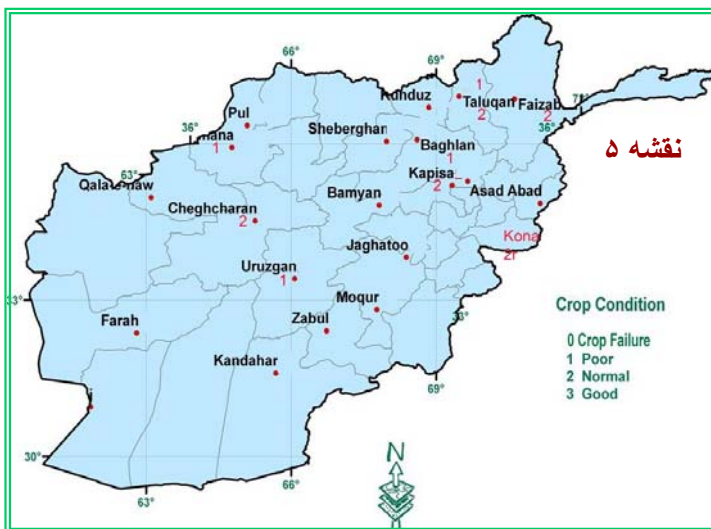 66°
69°
1
Kunduz
Taluqan
Faizab
71°
2
2
Pul
36°
mana
1
Sheberghan
Baghlan
1
36°
نقشه ۵
63°
Qala-e-naw
Kapisa
2
Asad Abad
Bamyan
Cheghcharan
2
Kona
2r
Jaghatoo
Uruzgan
1
33°
Moqur
33°
Crop Condition
Farah
Zabul
0 Crop Failure
1 Poor
2 Normal
3 Good
Kandahar
69°
30°
N
63°
66°